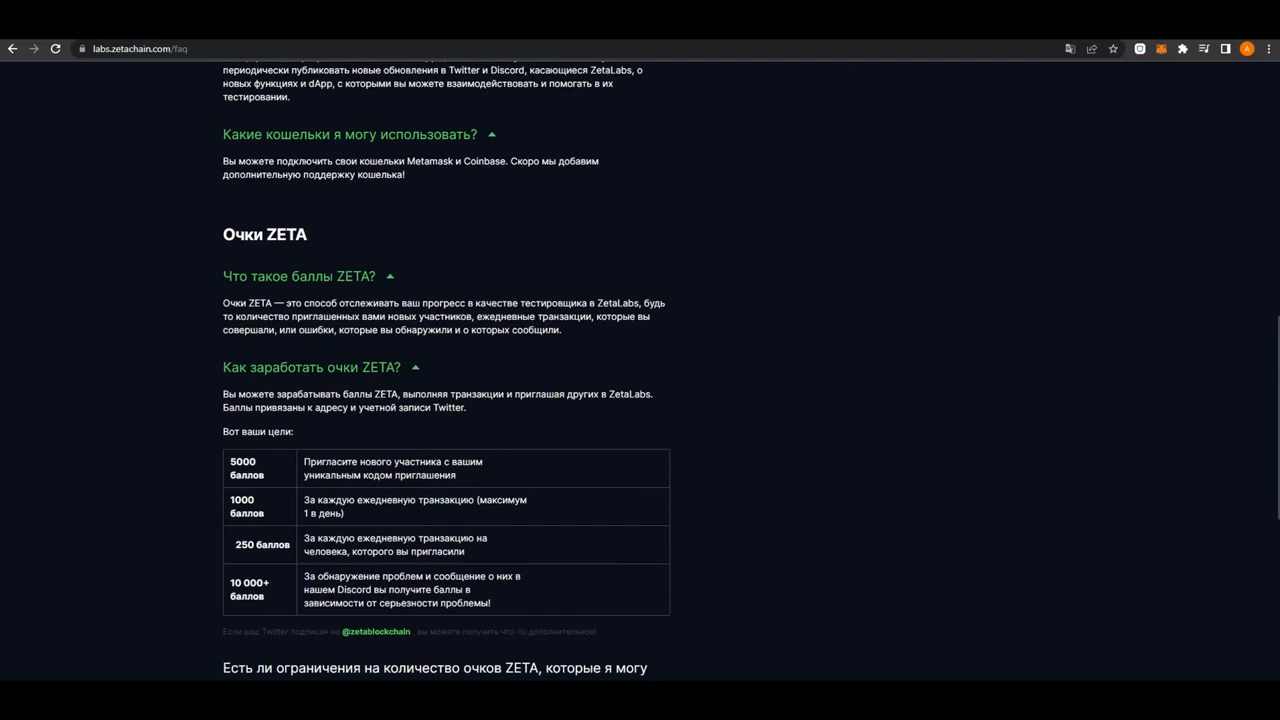 labs.zetachain.com/faq
A
периодически публиковать новые обновления в Twitter и Discord, касающиеся ZetaLabs, о
новых функциях и dApp, с которыми вы можете взаимодействовать и помогать в их
тестировании.
Какие кошельки я могу использовать?
Вы можете подключить свои кошельки Metamask и Coinbase. Скоро мы добавим
дополнительную поддержку кошелька!
Очки ZETA
Что такое баллы ZETA?
Очки ZETA — это способ отслеживать ваш прогресс в качестве тестировщика в ZetaLabs, будь
то количество приглашенных вами новых участников, ежедневные транзакции, которые вы
совершали, или ошибки, которые вы обнаружили и о которых сообщили.
Как заработать очки ZETA?
Вы можете зарабатывать баллы ZETA, выполняя транзакции и приглашая других в ZetaLabs.
Баллы привязаны к адресу и учетной записи Twitter.
Вот ваши цели:
5000
баллов
Пригласите нового участника с вашим
уникальным кодом приглашения
1000
баллов
За каждую ежедневную транзакцию (максимум
1 в день)
250 баллов
За каждую ежедневную транзакцию на
человека, которого вы пригласили
10 000+
баллов
За обнаружение проблем и сообщение о них в
нашем Discord вы получите баллы в
зависимости от серьезности проблемы!
Если ваш Twitter подписан на @zetablockchain , вы можете получить что-то дополнительное!
Есть ли ограничения на количество очков ZETA, которые я могу